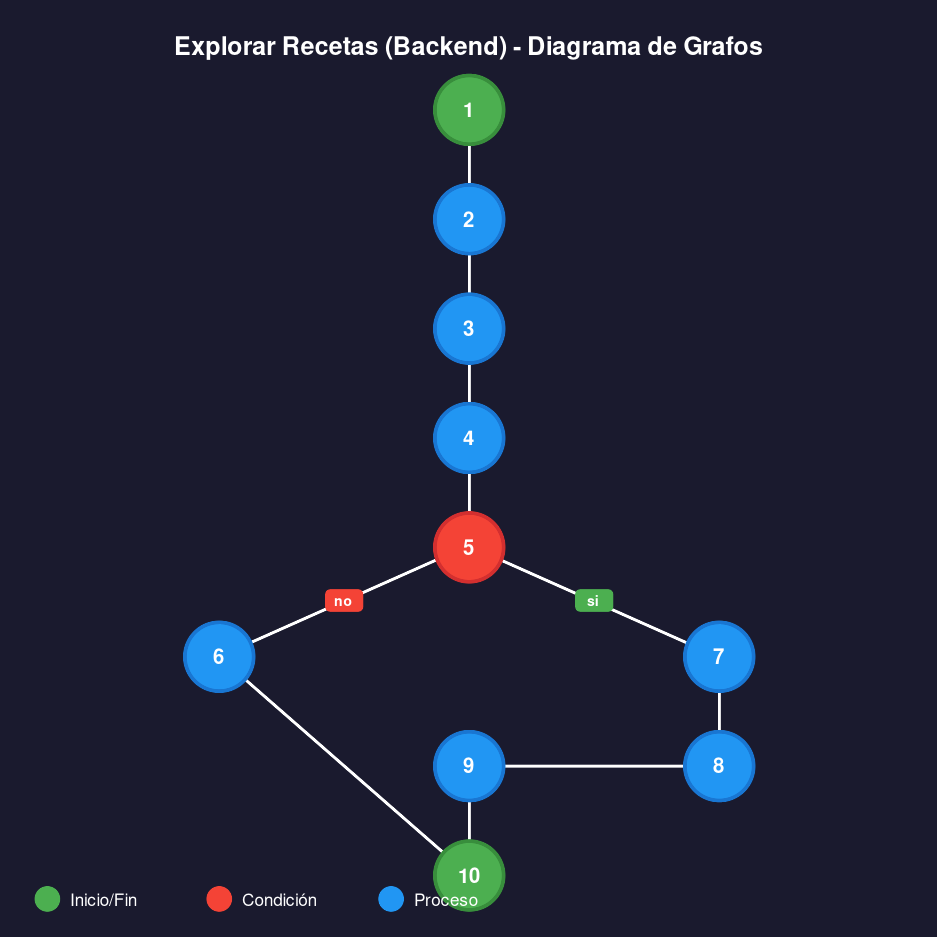 Explorar Recetas (Backend) - Diagrama de Grafos
1
2
3
4
5
no
si
6
7
9
8
10
Inicio/Fin
Condición
Proceso